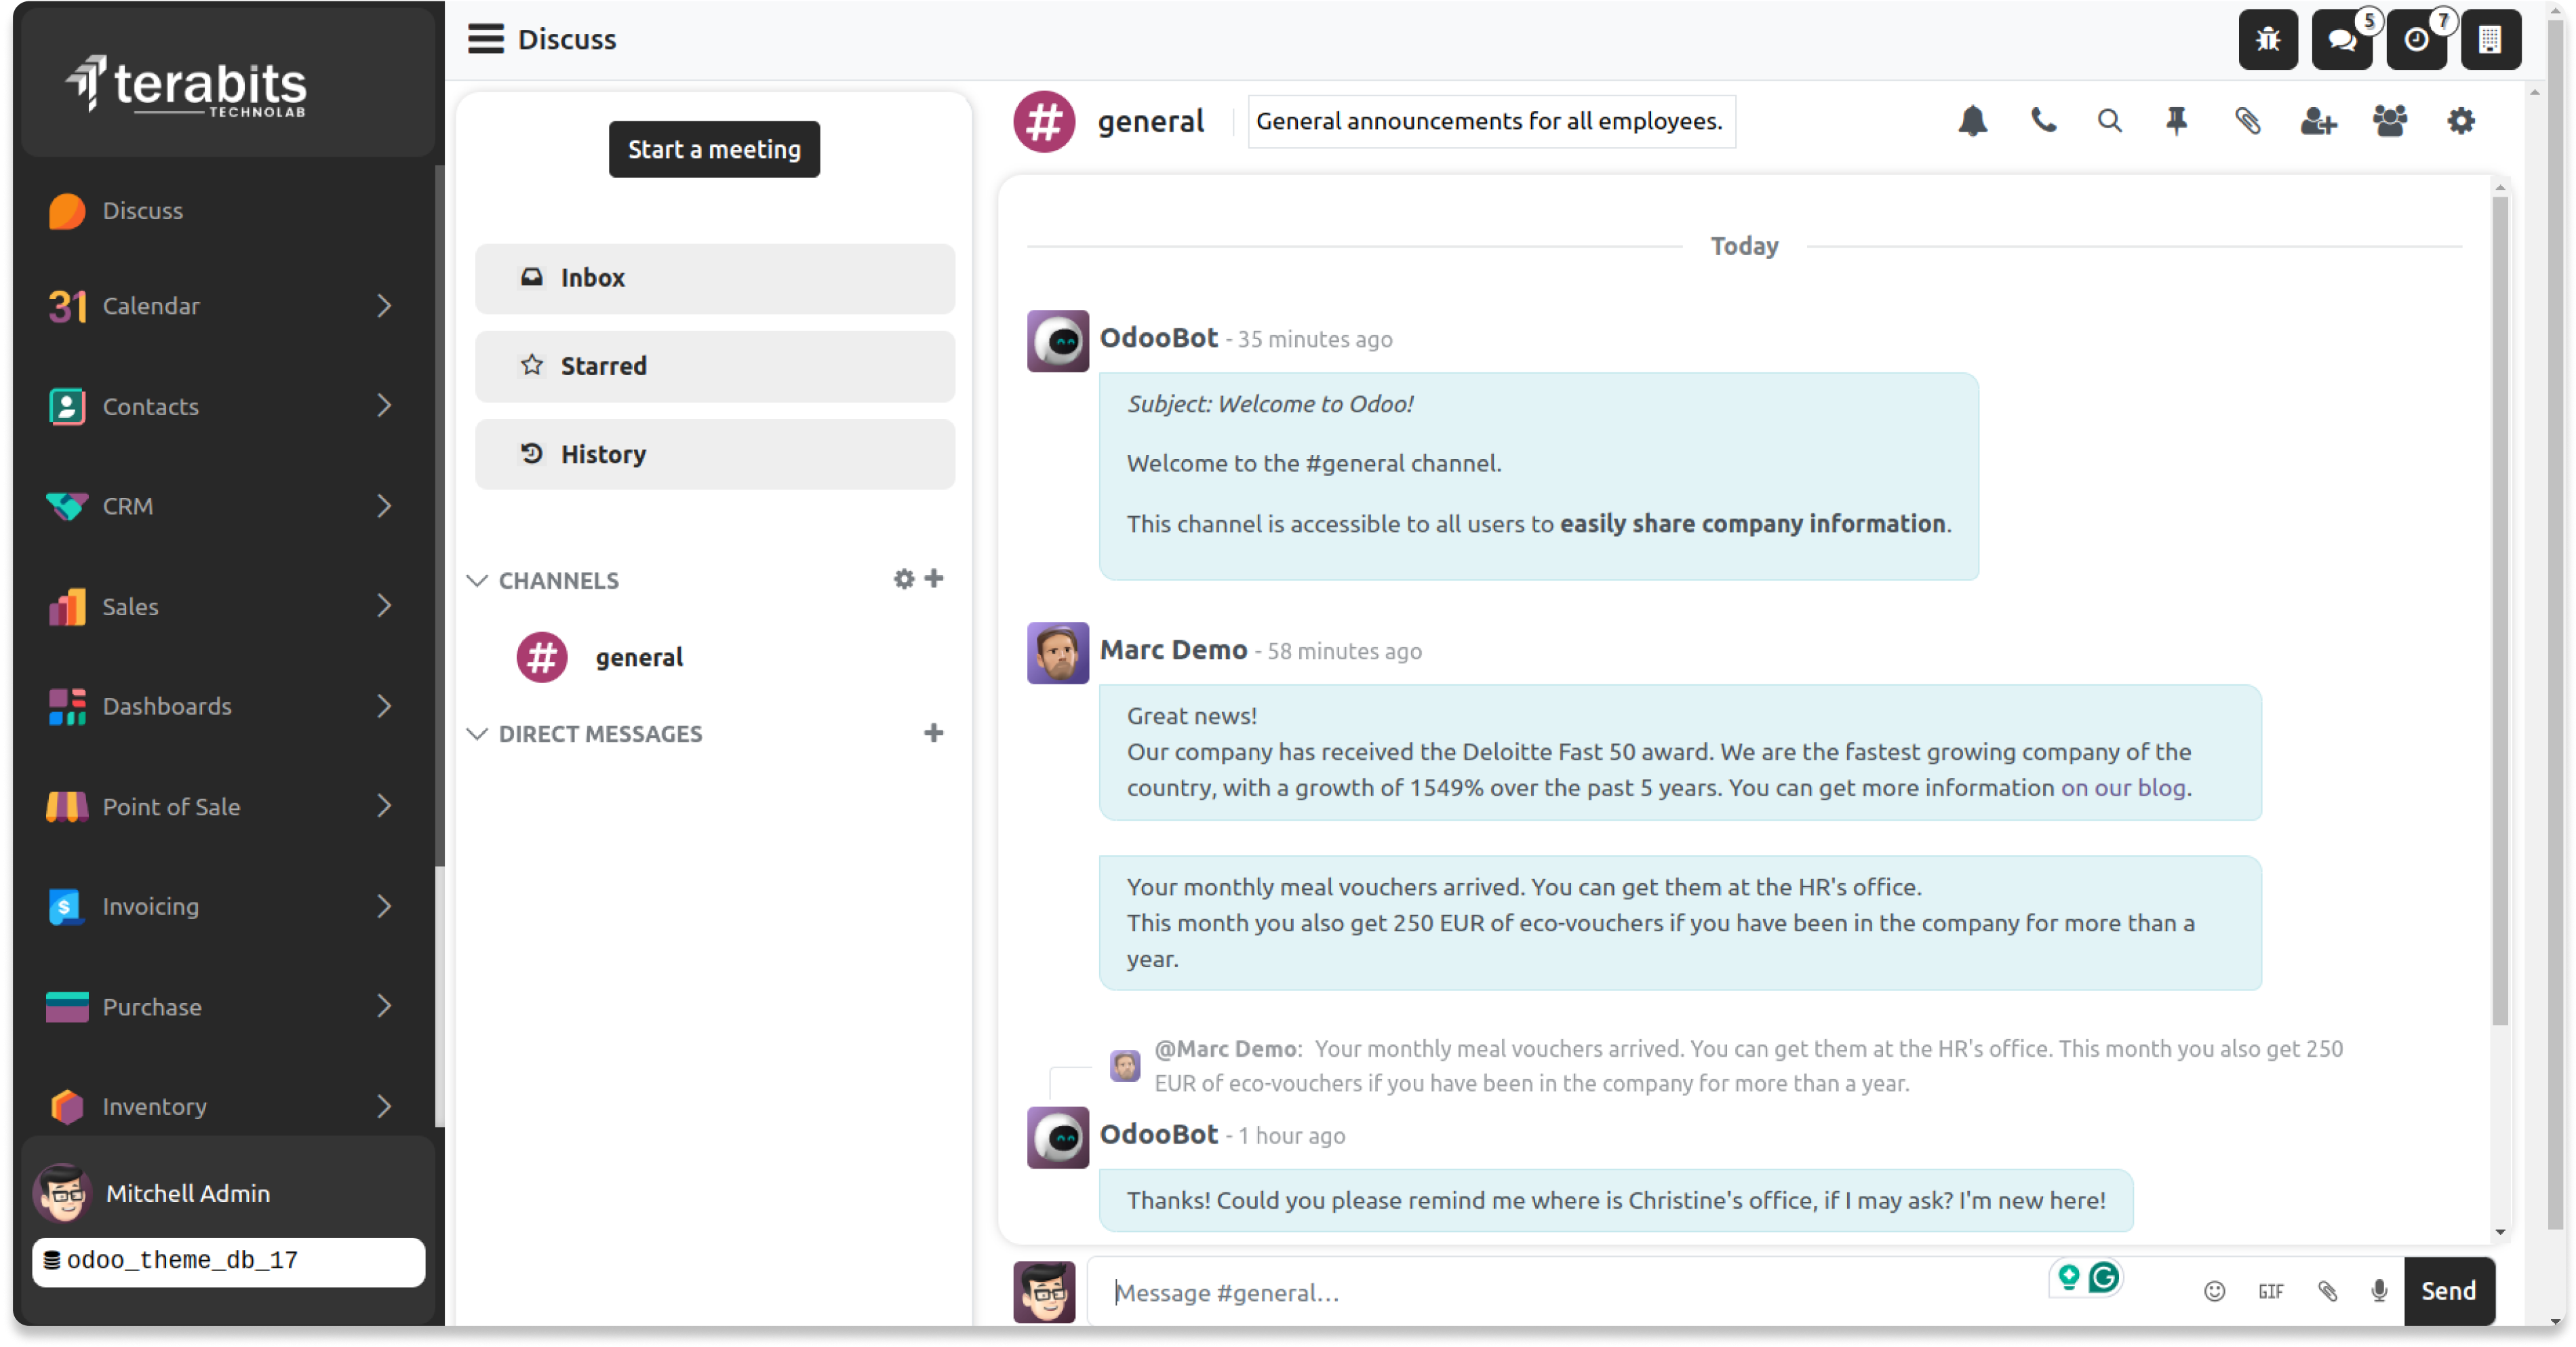 terabits
TECHNOLAB
Discuss
31 Calendar
Contacts
CRM
Sales
Dashboards
Point of Sale
$ Invoicing
Purchase
Inventory
Mitchell Admin
odoo_theme_db_17
Discuss
5
7
Start a meeting
Inbox
Starred
History
CHANNELS
# general
DIRECT MESSAGES
# general
General announcements for all employees.
Today
OdooBot - 35 minutes ago
Subject: Welcome to Odoo!
Welcome to the #general channel.
This channel is accessible to all users to easily share company information.
Marc Demo - 58 minutes ago
Great news!
Our company has received the Deloitte Fast 50 award. We are the fastest growing company of the
country, with a growth of 1549% over the past 5 years. You can get more information on our blog.
Your monthly meal vouchers arrived. You can get them at the HR's office.
This month you also get 250 EUR of eco-vouchers if you have been in the company for more than a
year.
@Marc Demo: Your monthly meal vouchers arrived. You can get them at the HR's office. This month you also get 250
EUR of eco-vouchers if you have been in the company for more than a year.
OdooBot - 1 hour ago
Thanks! Could you please remind me where is Christine's office, if I may ask? I'm new here!
Message #general…
G
GIF
Send